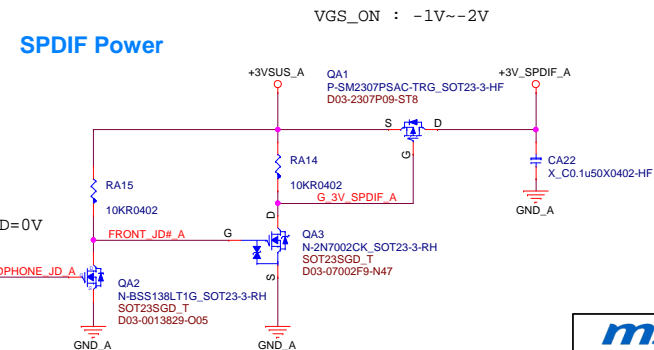 VGS_ON : -1V~-2V
SPDIF Power
+3VSUS_A
QA1
P-SM2307PSAC-TRG_SOT23-3-HF
D03-2307P09-ST8
+3V_SPDIF_A
S
D
G
RA15
10KR0402
RA14
10KR0402
G_3V_SPDIF_A
CA22
X_C0.1u50X0402-HF
GND_A
D=0V
FRONT_JD#_A
G
D
S
QA3
N-2N7002CK_SOT23-3-RH
SOT23SGD_T
D03-07002F9-N47
DPHONE_JD_A
QA2
N-BSS138LT1G_SOT23-3-RH
SOT23SGD_T
D03-0013829-O05
GND_A
GND_A